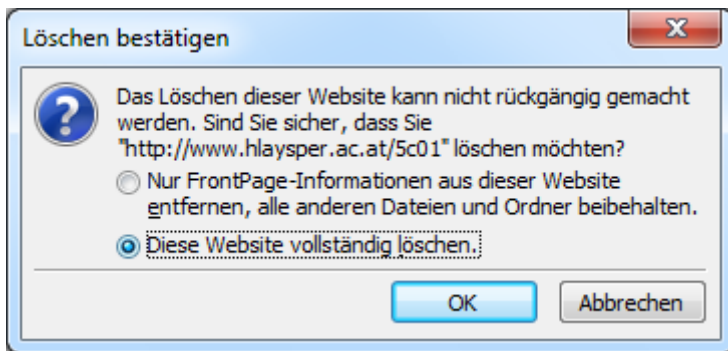 Löschen bestätigen
Das Löschen dieser Website kann nicht rückgängig gemacht
werden. Sind Sie sicher, dass Sie
"http://www.hlaysper.ac.at/5c01" löschen möchten?
Nur FrontPage-Informationen aus dieser Website
entfernen, alle anderen Dateien und Ordner beibehalten.
Diese Website vollständig löschen.
OK
Abbrechen